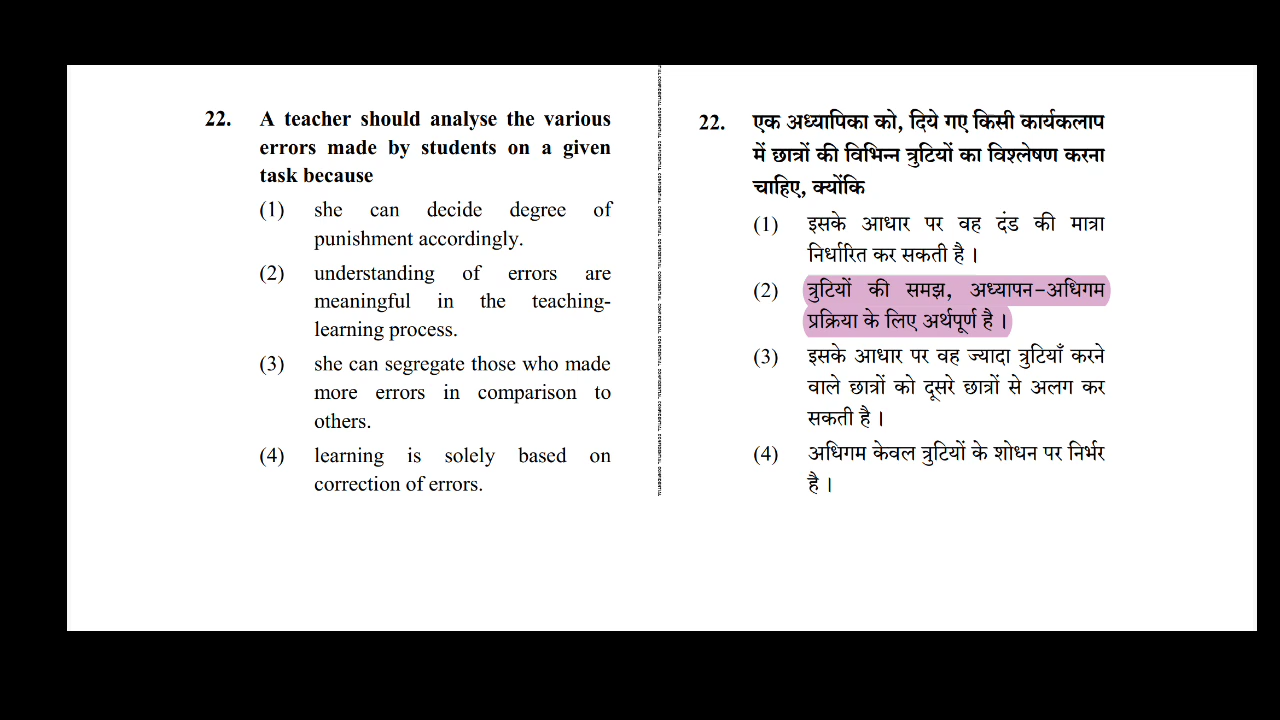 22. A teacher should analyse the various
errors made by students on a given
task because
(1) she can decide degree of
punishment accordingly.
(2) understanding of errors are
meaningful in the teaching-
learning process.
(3) she can segregate those who made
more errors in comparison to
others.
(4) learning is solely based on
correction of errors.
22. एक अध्यापिका को, दिये गए किसी कार्यकलाप
में छात्रों की विभिन्न त्रुटियों का विश्लेषण करना
चाहिए, क्योंकि
(1) इसके आधार पर वह दंड की मात्रा
निर्धारित कर सकती है ।
(2) त्रुटियों की समझ, अध्यापन-अधिगम
प्रक्रिया के लिए अर्थपूर्ण है ।
(3) इसके आधार पर वह ज्यादा त्रुटियाँ करने
वाले छात्रों को दूसरे छात्रों से अलग कर
सकती है ।
(4) अधिगम केवल त्रुटियों के शोधन पर निर्भर
है ।